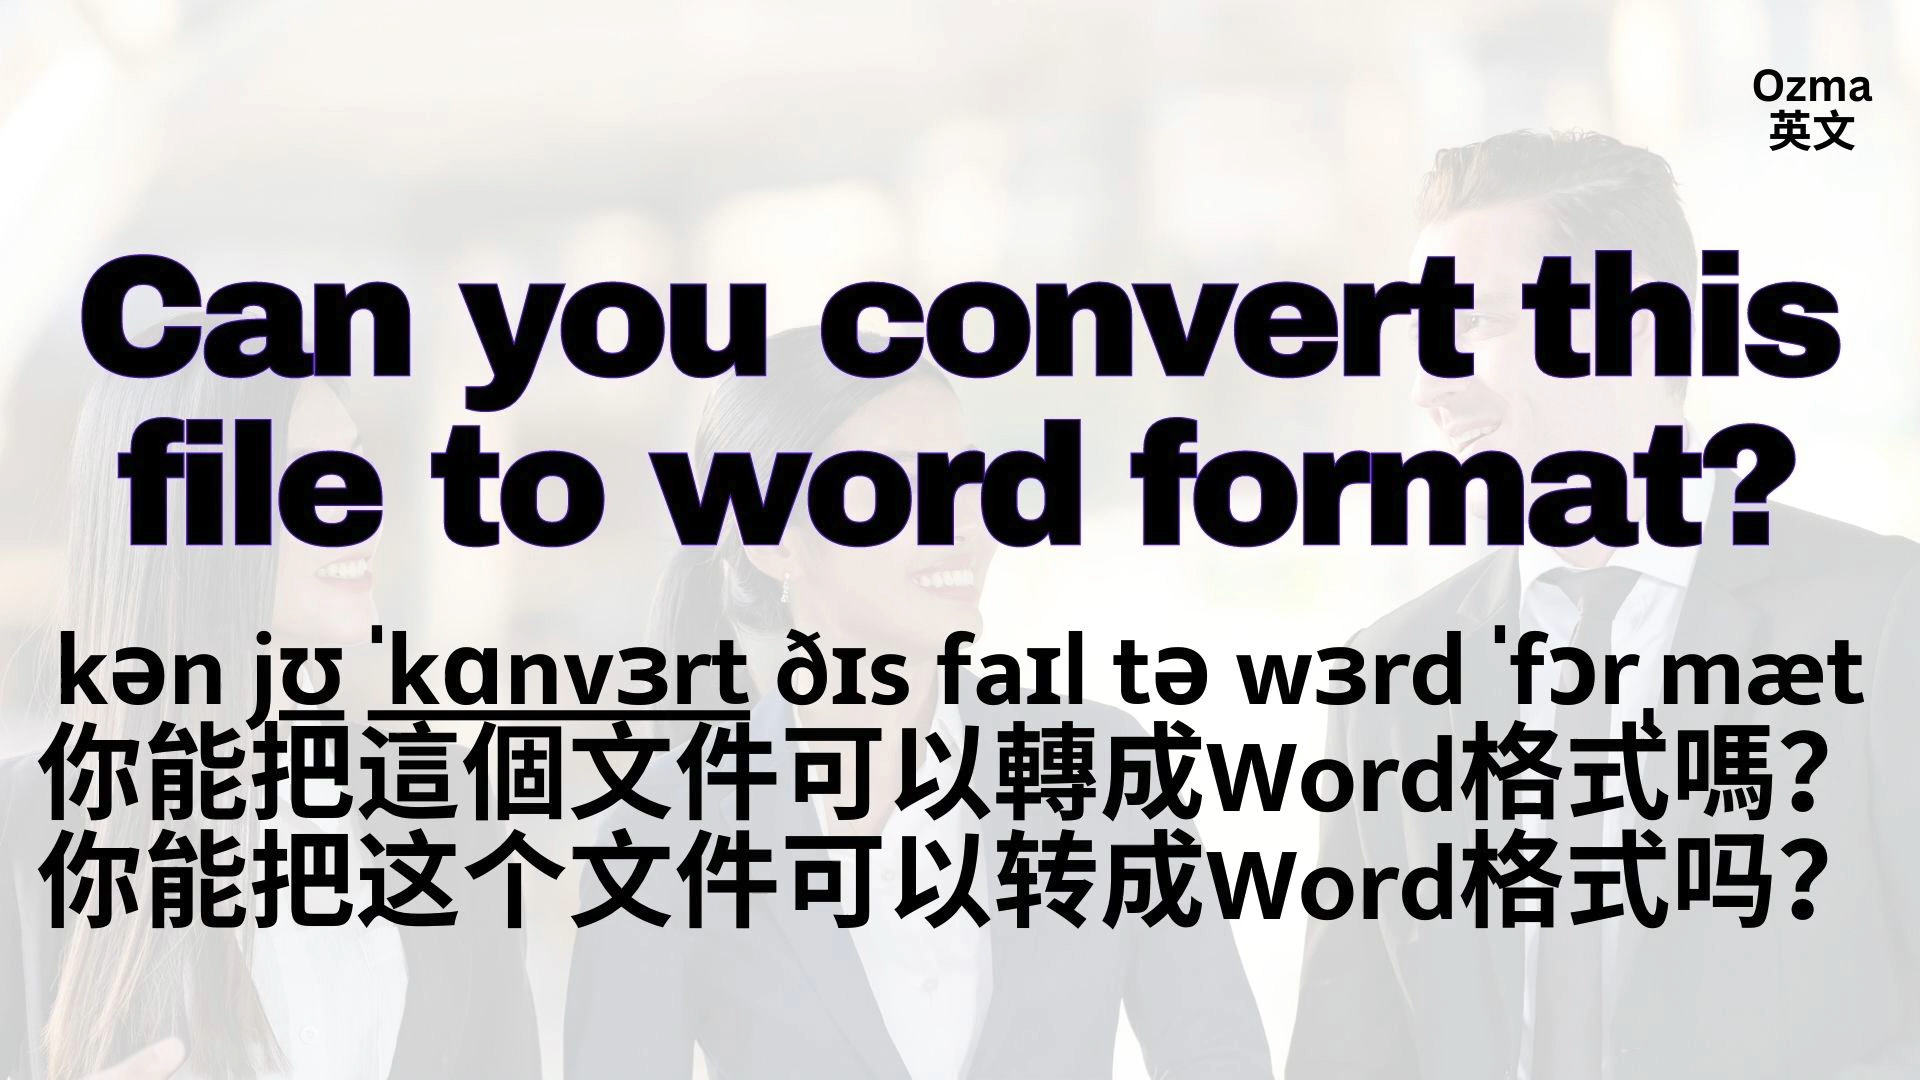 Ozma
英文
Can you convert this
file to word format?
kən jʊ ˈkɑnvɜrt ðɪs faɪl tə wɜrd ˈfɔrˌmæt
你能把這個文件可以轉成Word格式嗎？
你能把这个文件可以转成Word格式吗？